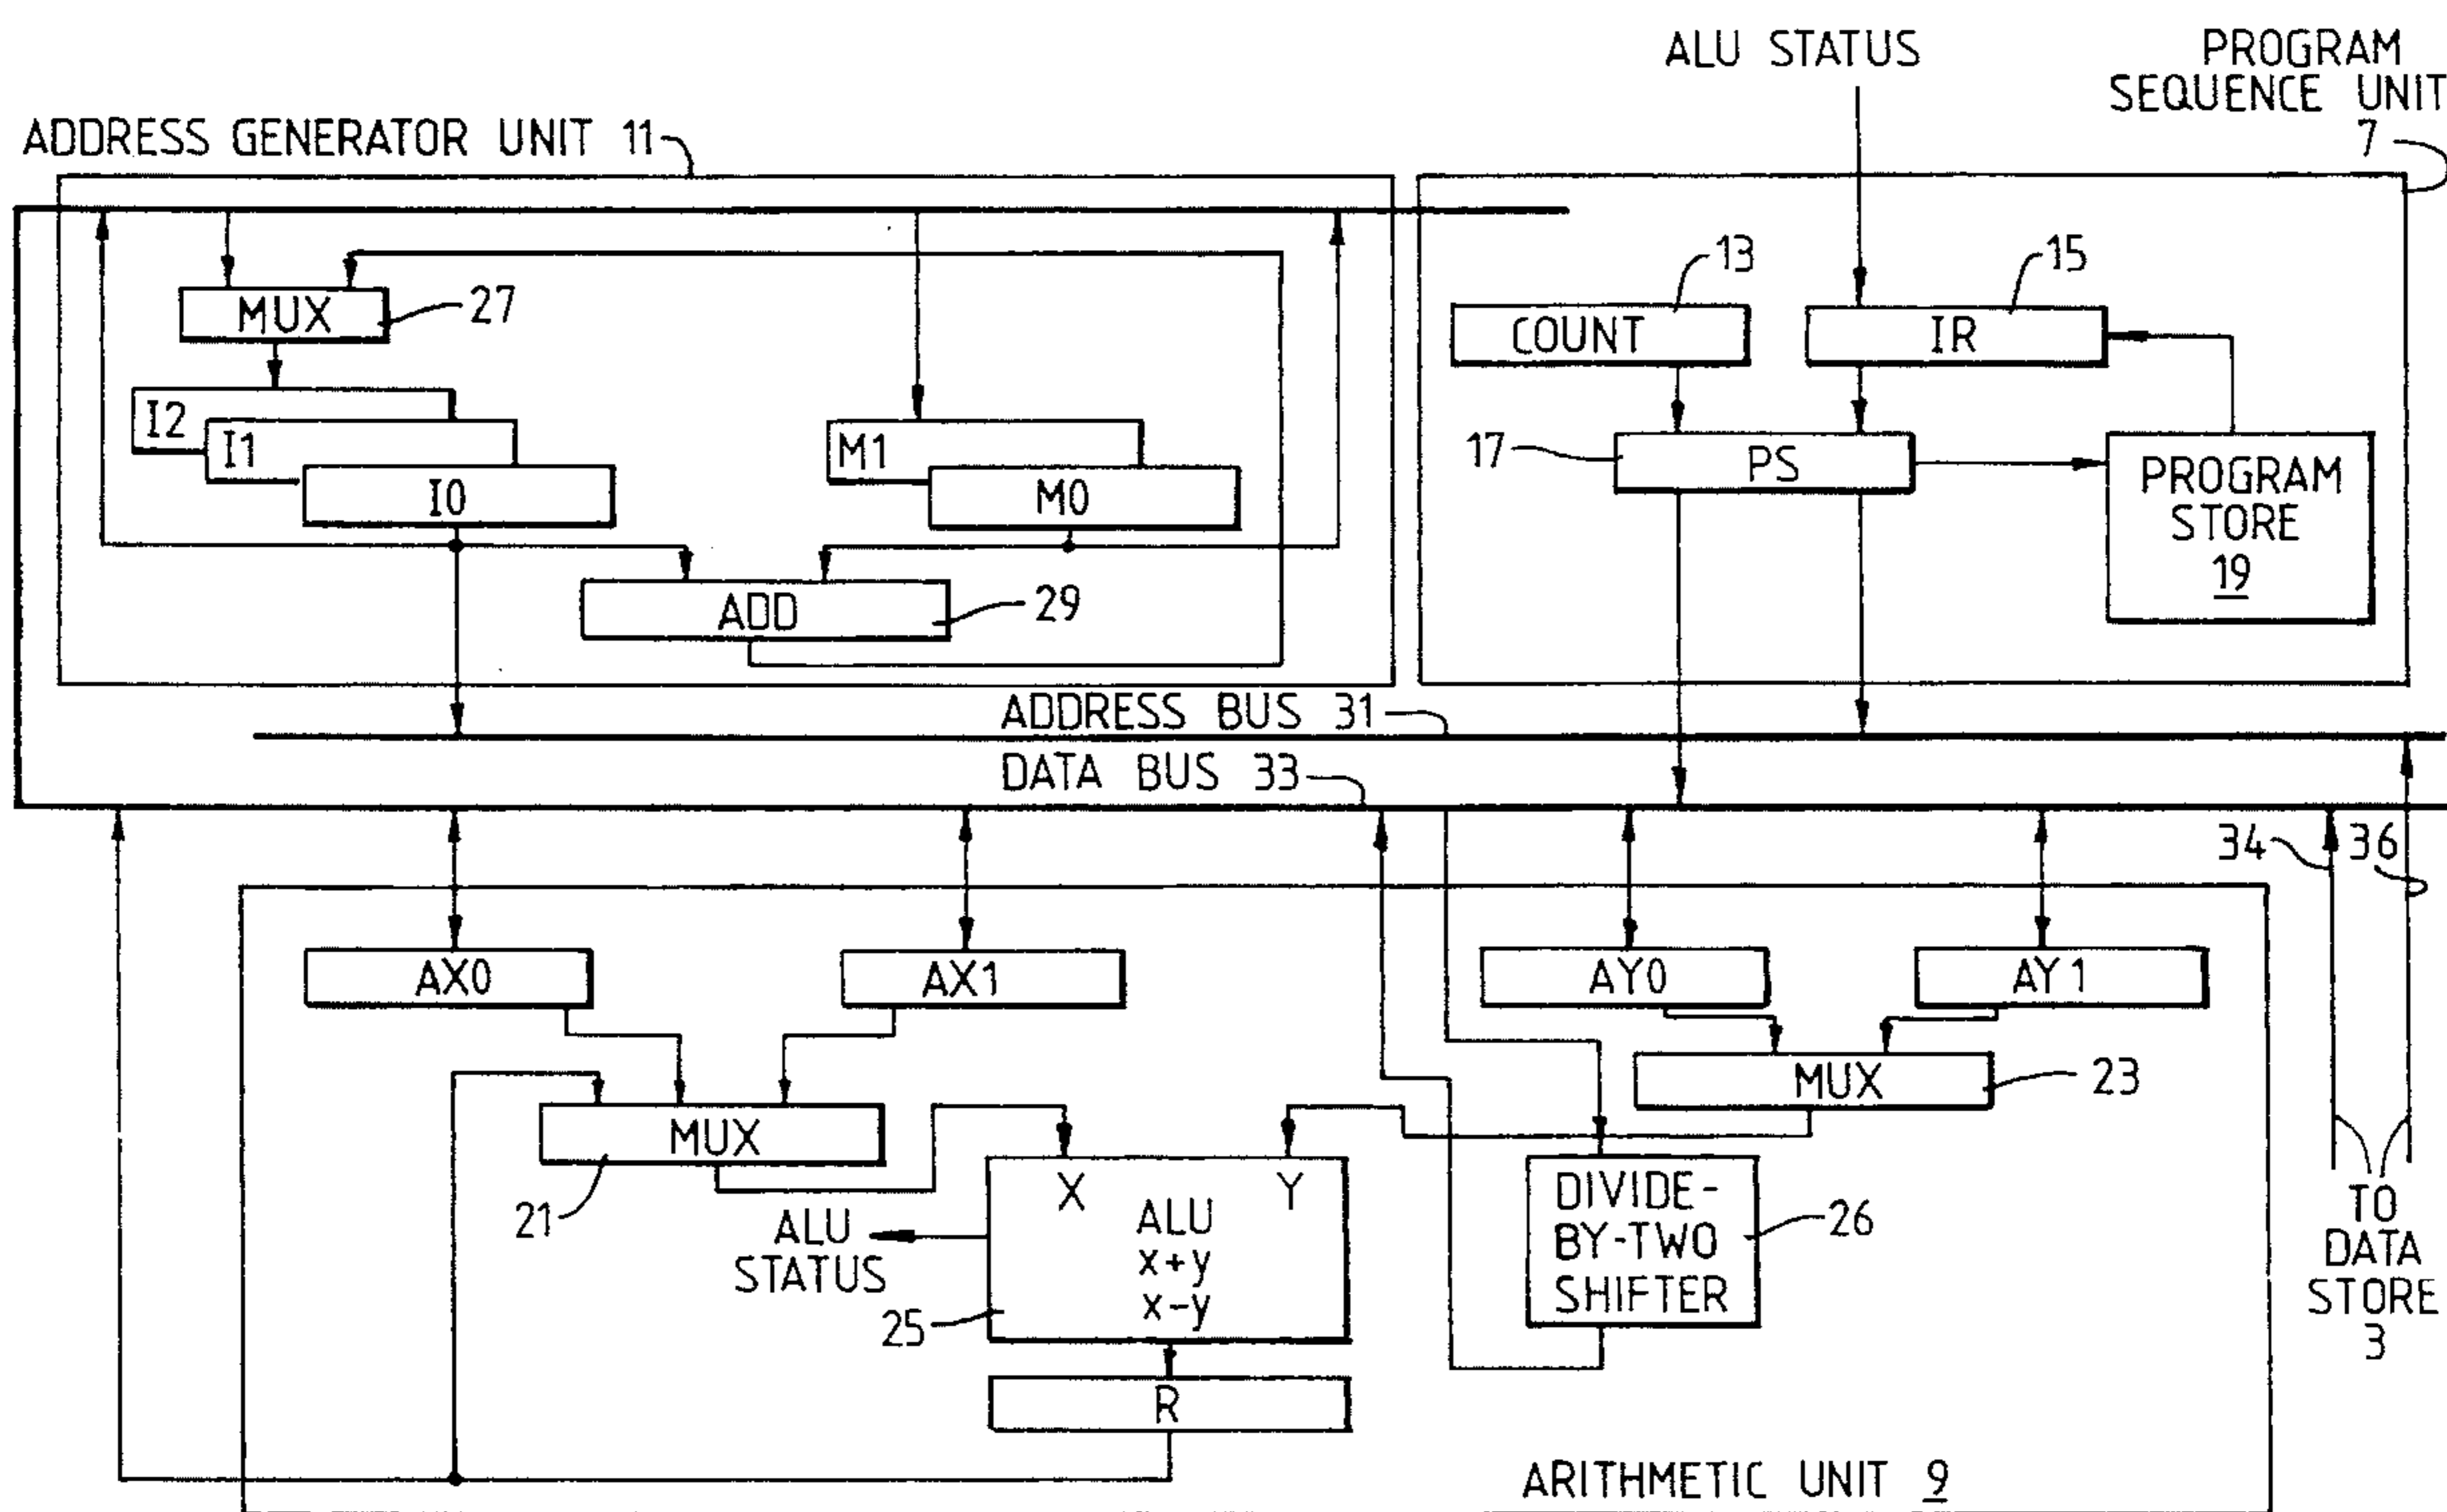 ALU STATUS
PROGRAM
SEQUENCE UNIT
7
ADDRESS GENERATOR UNIT 11
MUX
27
I2
I1
I0
M1
M0
ADD
29
13
15
COUNT
IR
17
PS
PROGRAM
STORE
19
ADDRESS BUS 31
DATA BUS 33
34
36
AX0
AX1
AY0
AY1
MUX
23
MUX
21
X
Y
ALU
x+y
x-y
ALU
STATUS
25
DIVIDE-
BY-TWO
SHIFTER
26
TO
DATA
STORE
3
R
ARITHMETIC UNIT 9